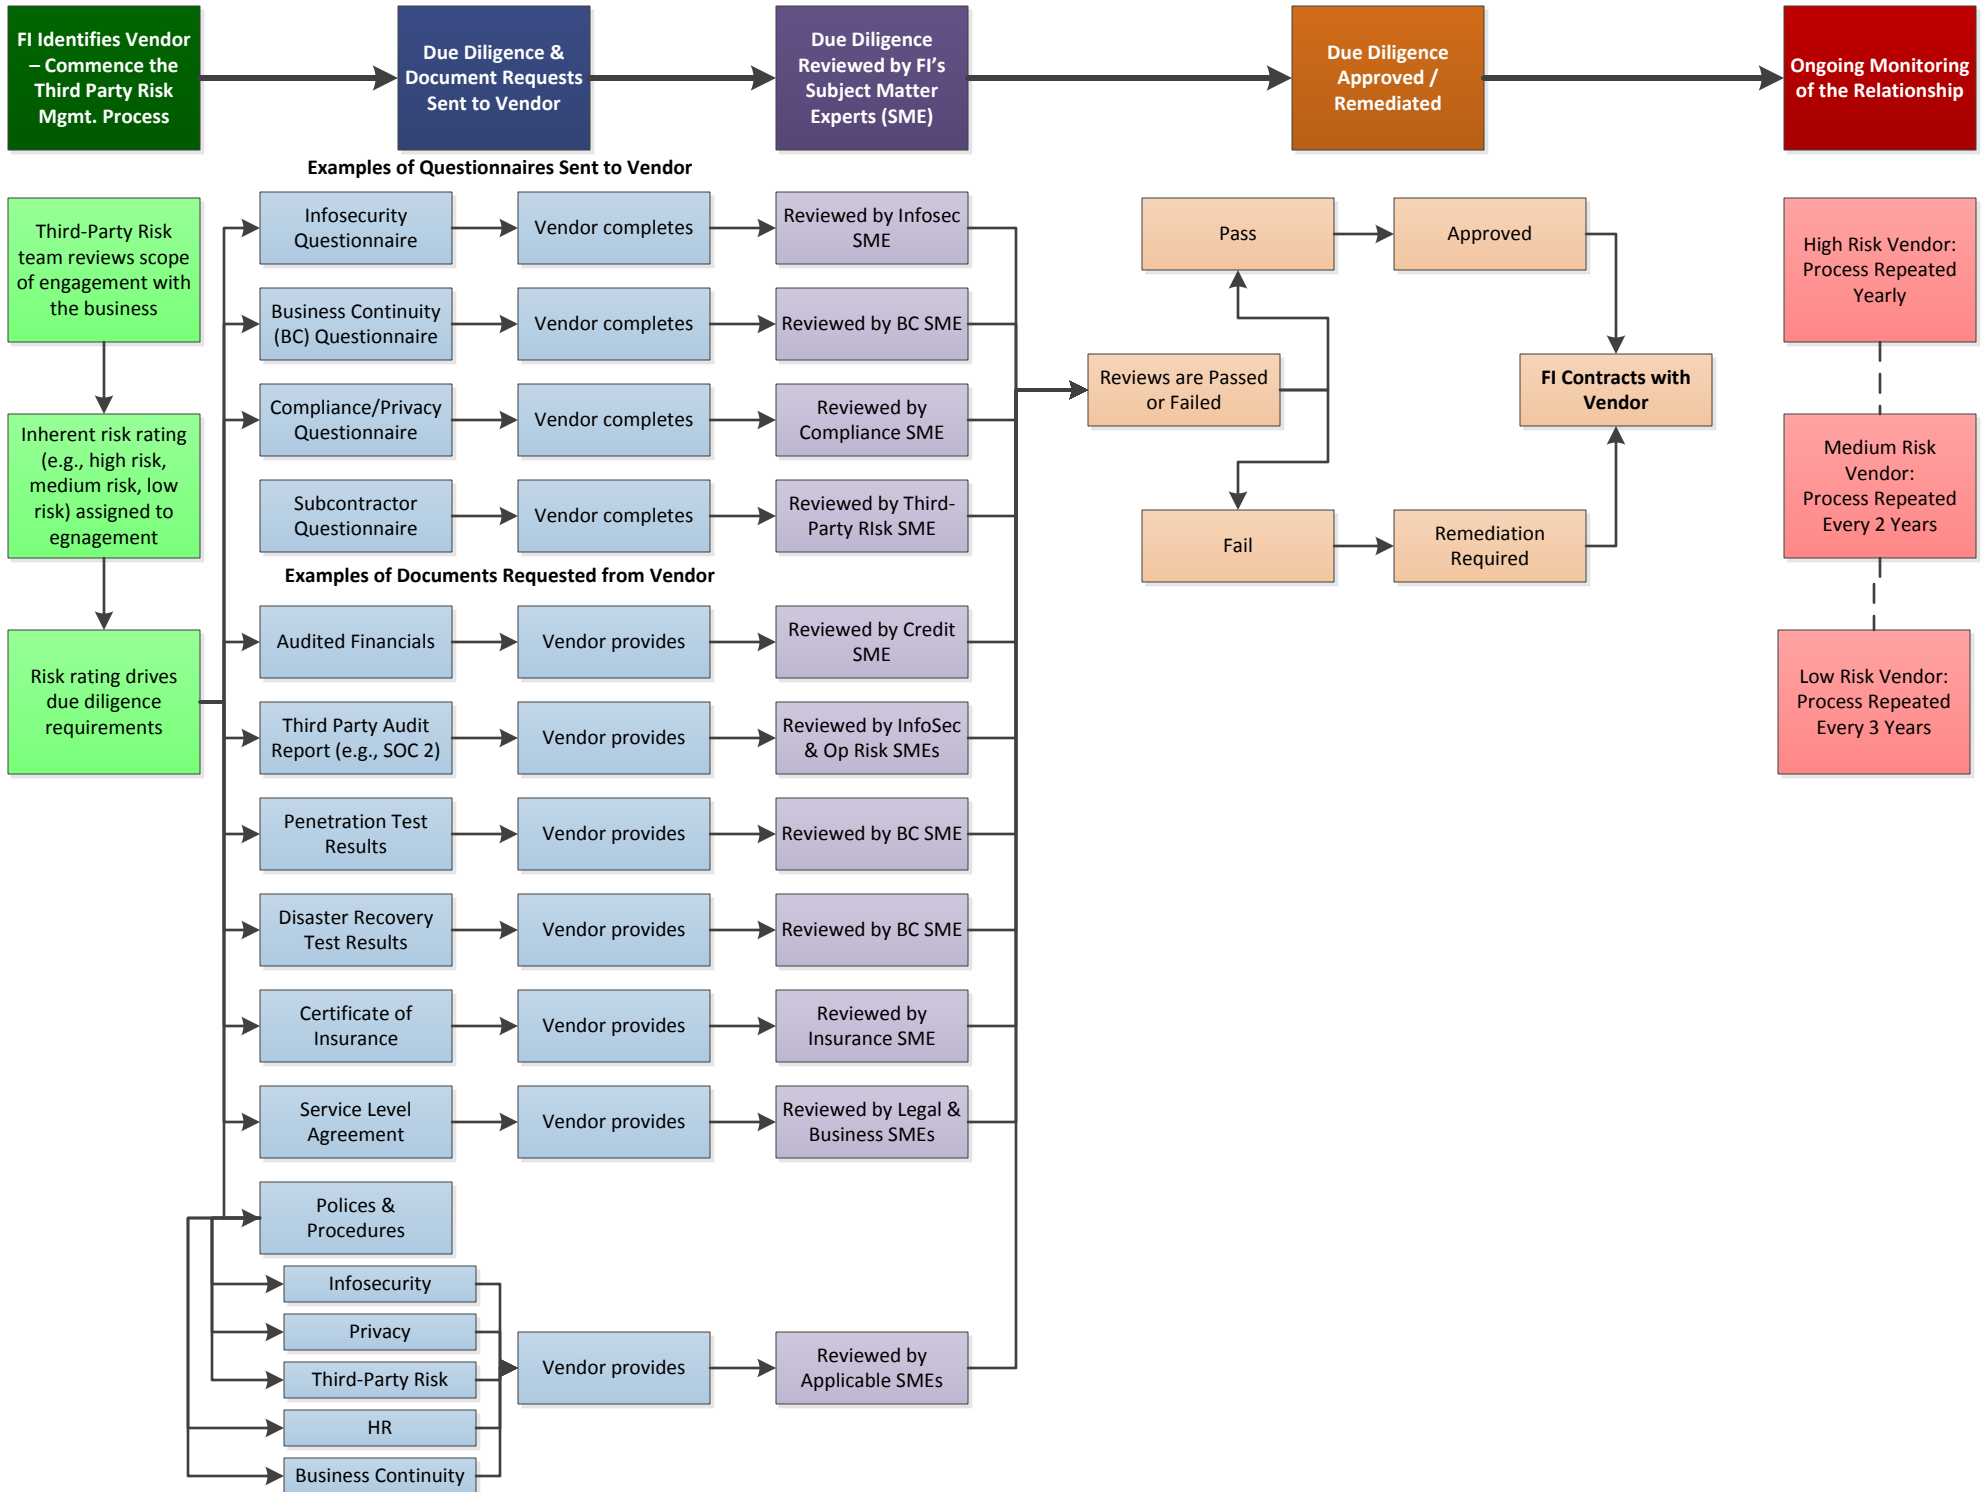 FI Identifies Vendor
– Commence the
Third Party Risk
Mgmt. Process
Due Diligence &
Document Requests
Sent to Vendor
Due Diligence
Reviewed by FI's
Subject Matter
Experts (SME)
Due Diligence
Approved /
Remediated
Ongoing Monitoring
of the Relationship
Examples of Questionnaires Sent to Vendor
Third-Party Risk
team reviews scope
of engagement with
the business
Inherent risk rating
(e.g., high risk,
medium risk, low
risk) assigned to
egnagement
Risk rating drives
due diligence
requirements
Infosecurity
Questionnaire
Vendor completes
Reviewed by Infosec
SME
Business Continuity
(BC) Questionnaire
Vendor completes
Reviewed by BC SME
Compliance/Privacy
Questionnaire
Vendor completes
Reviewed by
Compliance SME
Subcontractor
Questionnaire
Vendor completes
Reviewed by Third-
Party RIsk SME
Examples of Documents Requested from Vendor
Audited Financials
Vendor provides
Reviewed by Credit
SME
Third Party Audit
Report (e.g., SOC 2)
Vendor provides
Reviewed by InfoSec
& Op Risk SMEs
Penetration Test
Results
Vendor provides
Reviewed by BC SME
Disaster Recovery
Test Results
Vendor provides
Reviewed by BC SME
Certificate of
Insurance
Vendor provides
Reviewed by
Insurance SME
Service Level
Agreement
Vendor provides
Reviewed by Legal &
Business SMEs
Polices &
Procedures
Infosecurity
Privacy
Third-Party Risk
HR
Business Continuity
Vendor provides
Reviewed by
Applicable SMEs
Reviews are Passed
or Failed
Pass
Approved
Fail
Remediation
Required
FI Contracts with
Vendor
High Risk Vendor:
Process Repeated
Yearly
Medium Risk
Vendor:
Process Repeated
Every 2 Years
Low Risk Vendor:
Process Repeated
Every 3 Years